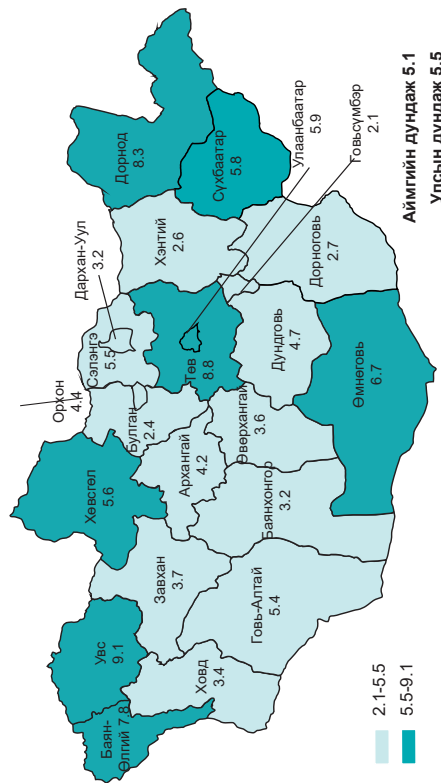 Баян-
Өлгий 7.8
Увс
9.1
Ховд
3.4
Завхан
3.7
Говь-Алтай
5.4
Хөвсгөл
5.6
Архангай
4.2
Баянхонгор
3.2
Орхон
4.4
Булган
2.4
Өвөрхангай
3.6
Өмнөговь
6.7
Дархан-Уул
3.2
Сэлэнгэ
5.5
Төв
8.8
Дундговь
4.7
Хэнтий
2.6
Дорноговь
2.7
Дорнод
8.3
Сүхбаатар
5.8
Улаанбаатар
5.9
Говьсүмбэр
2.1
2.1-5.5
5.5-9.1
Аймгийн дундаж 5.1
Улсын дундаж 5.5